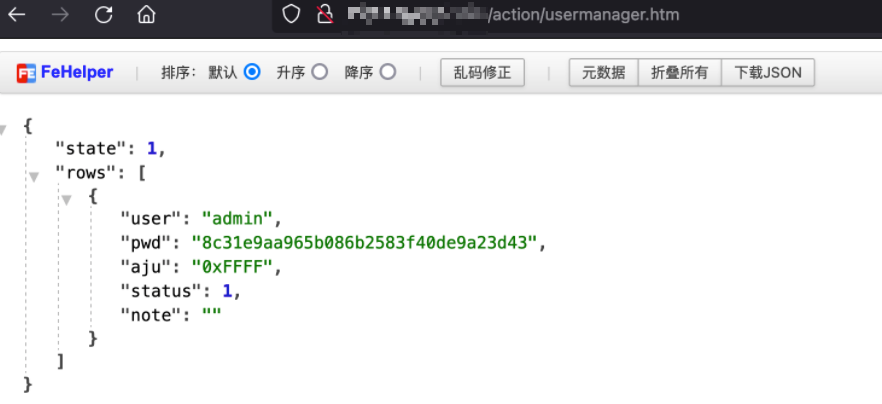 /action/usermanager.htm
FE FeHelper | 排序: 默认 升序 降序 | 乱码修正 | 元数据 折叠所有 下载JSON
{
"state": 1,
"rows": [
{
"user": "admin",
"pwd": "8c31e9aa965b086b2583f40de9a23d43",
"aju": "0xFFFF",
"status": 1,
"note": ""
}
]
}